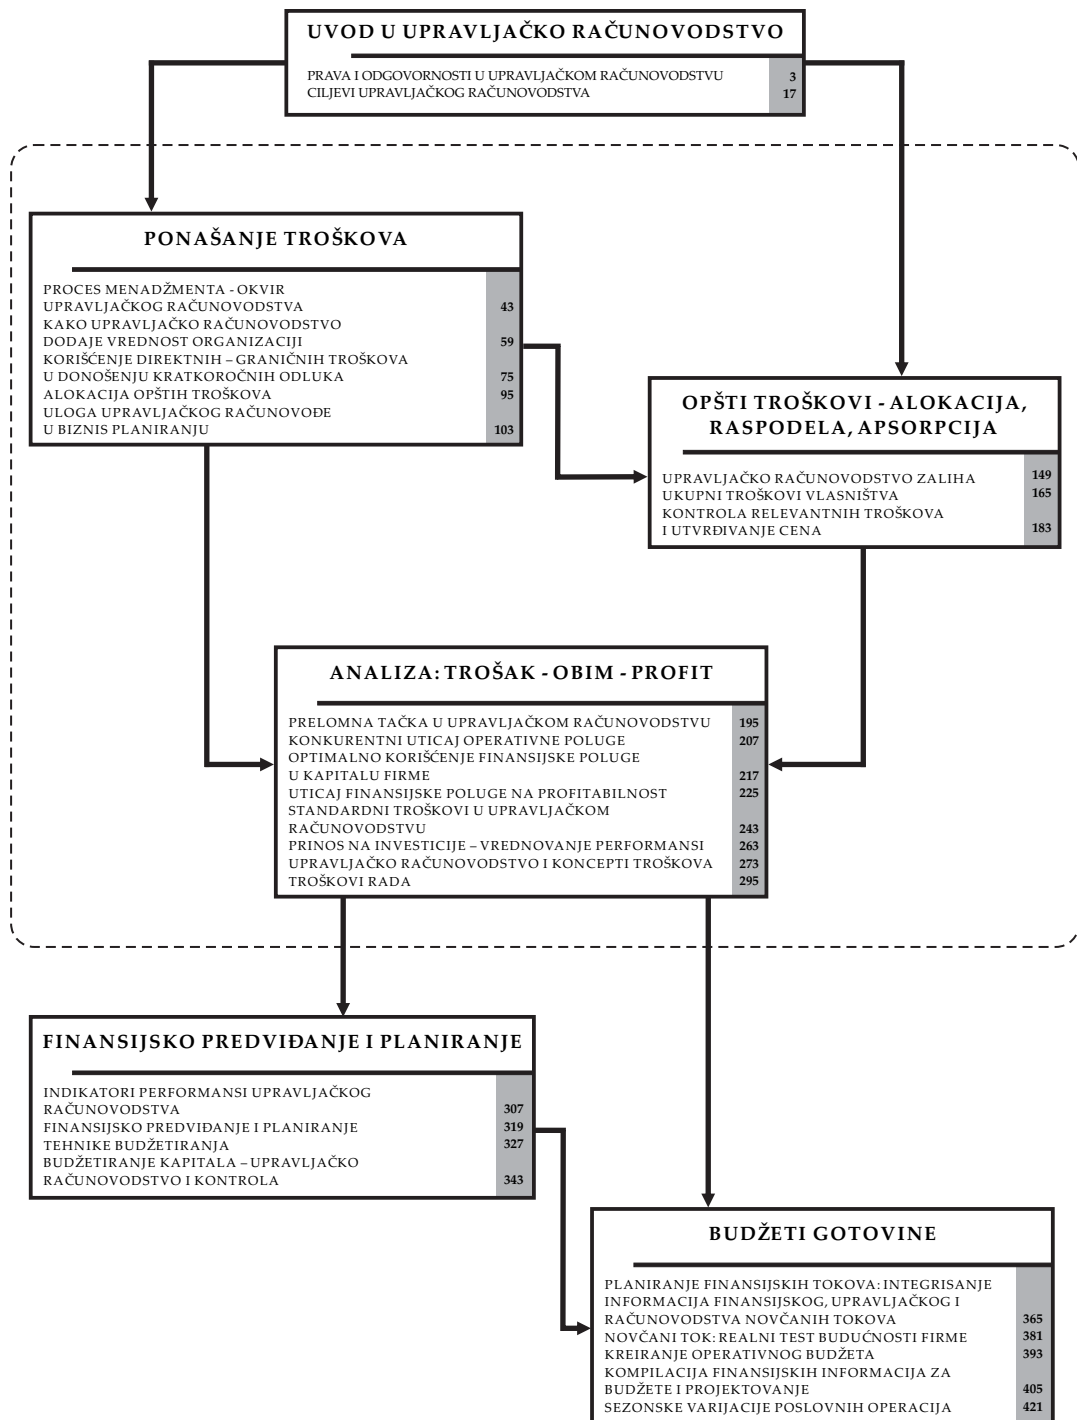 UVOD U UPRAVLJAČKO RAČUNOVODSTVO
PRAVA I ODGOVORNOSTI U UPRAVLJAČKOM RAČUNOVODSTVU 3
CILJEVI UPRAVLJAČKOG RAČUNOVODSTVA 17
PONAŠANJE TROŠKOVA
PROCES MENADŽMENTA - OKVIR
UPRAVLJAČKOG RAČUNOVODSTVA 43
KAKO UPRAVLJAČKO RAČUNOVODSTVO
DODAJE VREDNOST ORGANIZACIJI 59
KORIŠĆENJE DIREKTNIH – GRANIČNIH TROŠKOVA
U DONOŠENJU KRATKOROČNIH ODLUKA 75
ALOKACIJA OPŠTIH TROŠKOVA 95
ULOGA UPRAVLJAČKOG RAČUNOVOĐE
U BIZNIS PLANIRANJU 103
OPŠTI TROŠKOVI - ALOKACIJA,
RASPODELA, APSORPCIJA
UPRAVLJAČKO RAČUNOVODSTVO ZALIHA 149
UKUPNI TROŠKOVI VLASNIŠTVA 165
KONTROLA RELEVANTNIH TROŠKOVA
I UTVRĐIVANJE CENA 183
ANALIZA: TROŠAK - OBIM - PROFIT
PRELOMNA TAČKA U UPRAVLJAČKOM RAČUNOVODSTVU 195
KONKURENTNI UTICAJ OPERATIVNE POLUGE 207
OPTIMALNO KORIŠĆENJE FINANSIJSKE POLUGE
U KAPITALU FIRME 217
UTICAJ FINANSIJSKE POLUGE NA PROFITABILNOST 225
STANDARDNI TROŠKOVI U UPRAVLJAČKOM
RAČUNOVODSTVU 243
PRINOS NA INVESTICIJE – VREDNOVANJE PERFORMANSI 263
UPRAVLJAČKO RAČUNOVODSTVO I KONCEPTI TROŠKOVA 273
TROŠKOVI RADA 295
FINANSIJSKO PREDVIĐANJE I PLANIRANJE
INDIKATORI PERFORMANSI UPRAVLJAČKOG
RAČUNOVODSTVA 307
FINANSIJSKO PREDVIĐANJE I PLANIRANJE 319
TEHNIKE BUDŽETIRANJA 327
BUDŽETIRANJE KAPITALA – UPRAVLJAČKO
RAČUNOVODSTVO I KONTROLA 343
BUDŽETI GOTOVINE
PLANIRANJE FINANSIJSKIH TOKOVA: INTEGRISANJE
INFORMACIJA FINANSIJSKOG, UPRAVLJAČKOG I
RAČUNOVODSTVA NOVČANIH TOKOVA 365
NOVČANI TOK: REALNI TEST BUDUĆNOSTI FIRME 381
KREIRANJE OPERATIVNOG BUDŽETA 393
KOMPILACIJA FINANSIJSKIH INFORMACIJA ZA
BUDŽETE I PROJEKTOVANJE 405
SEZONSKE VARIJACIJE POSLOVNIH OPERACIJA 421